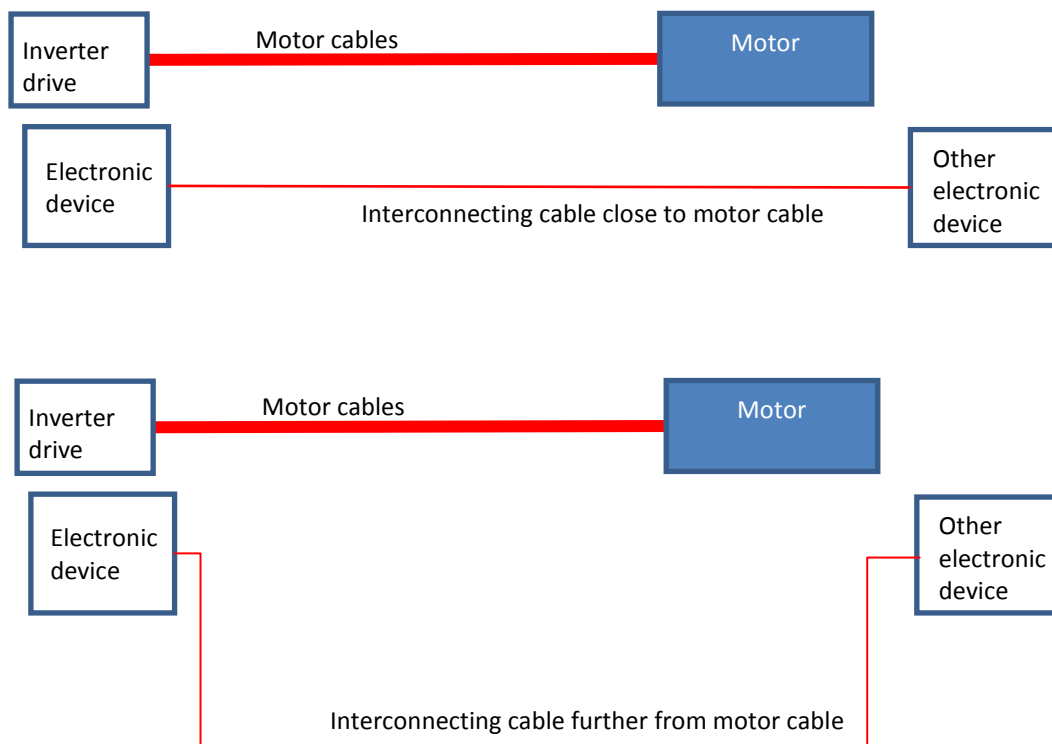 Inverter
drive
Motor cables
Motor
Electronic
device
Interconnecting cable close to motor cable
Other
electronic
device
Inverter
drive
Motor cables
Motor
Electronic
device
Other
electronic
device
Interconnecting cable further from motor cable